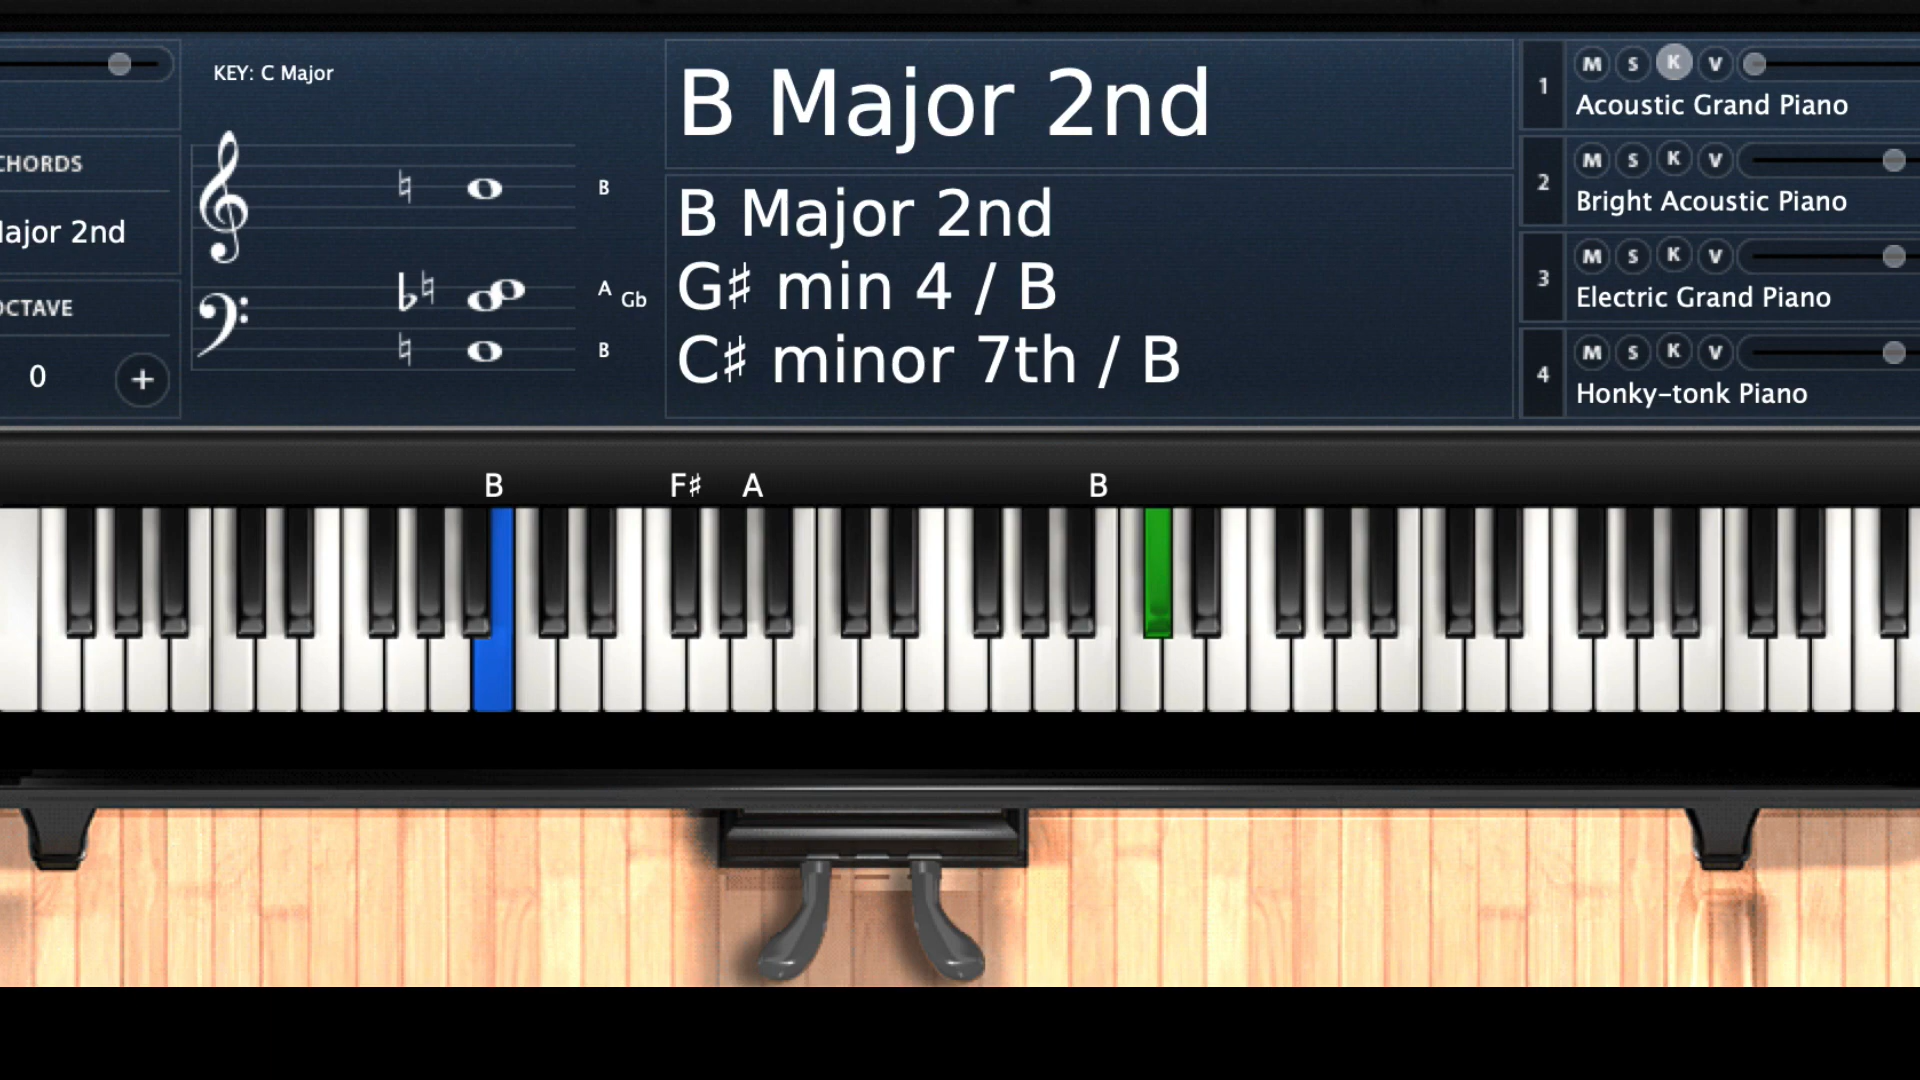 KEY: C Major
CHORDS
Major 2nd
OCTAVE
0
+
B
A
Gb
B
B Major 2nd
B Major 2nd
G♯ min 4 / B
C♯ minor 7th / B
1
M S K V
Acoustic Grand Piano
2
M S K V
Bright Acoustic Piano
3
M S K V
Electric Grand Piano
4
M S K V
Honky-tonk Piano
B F♯ A B